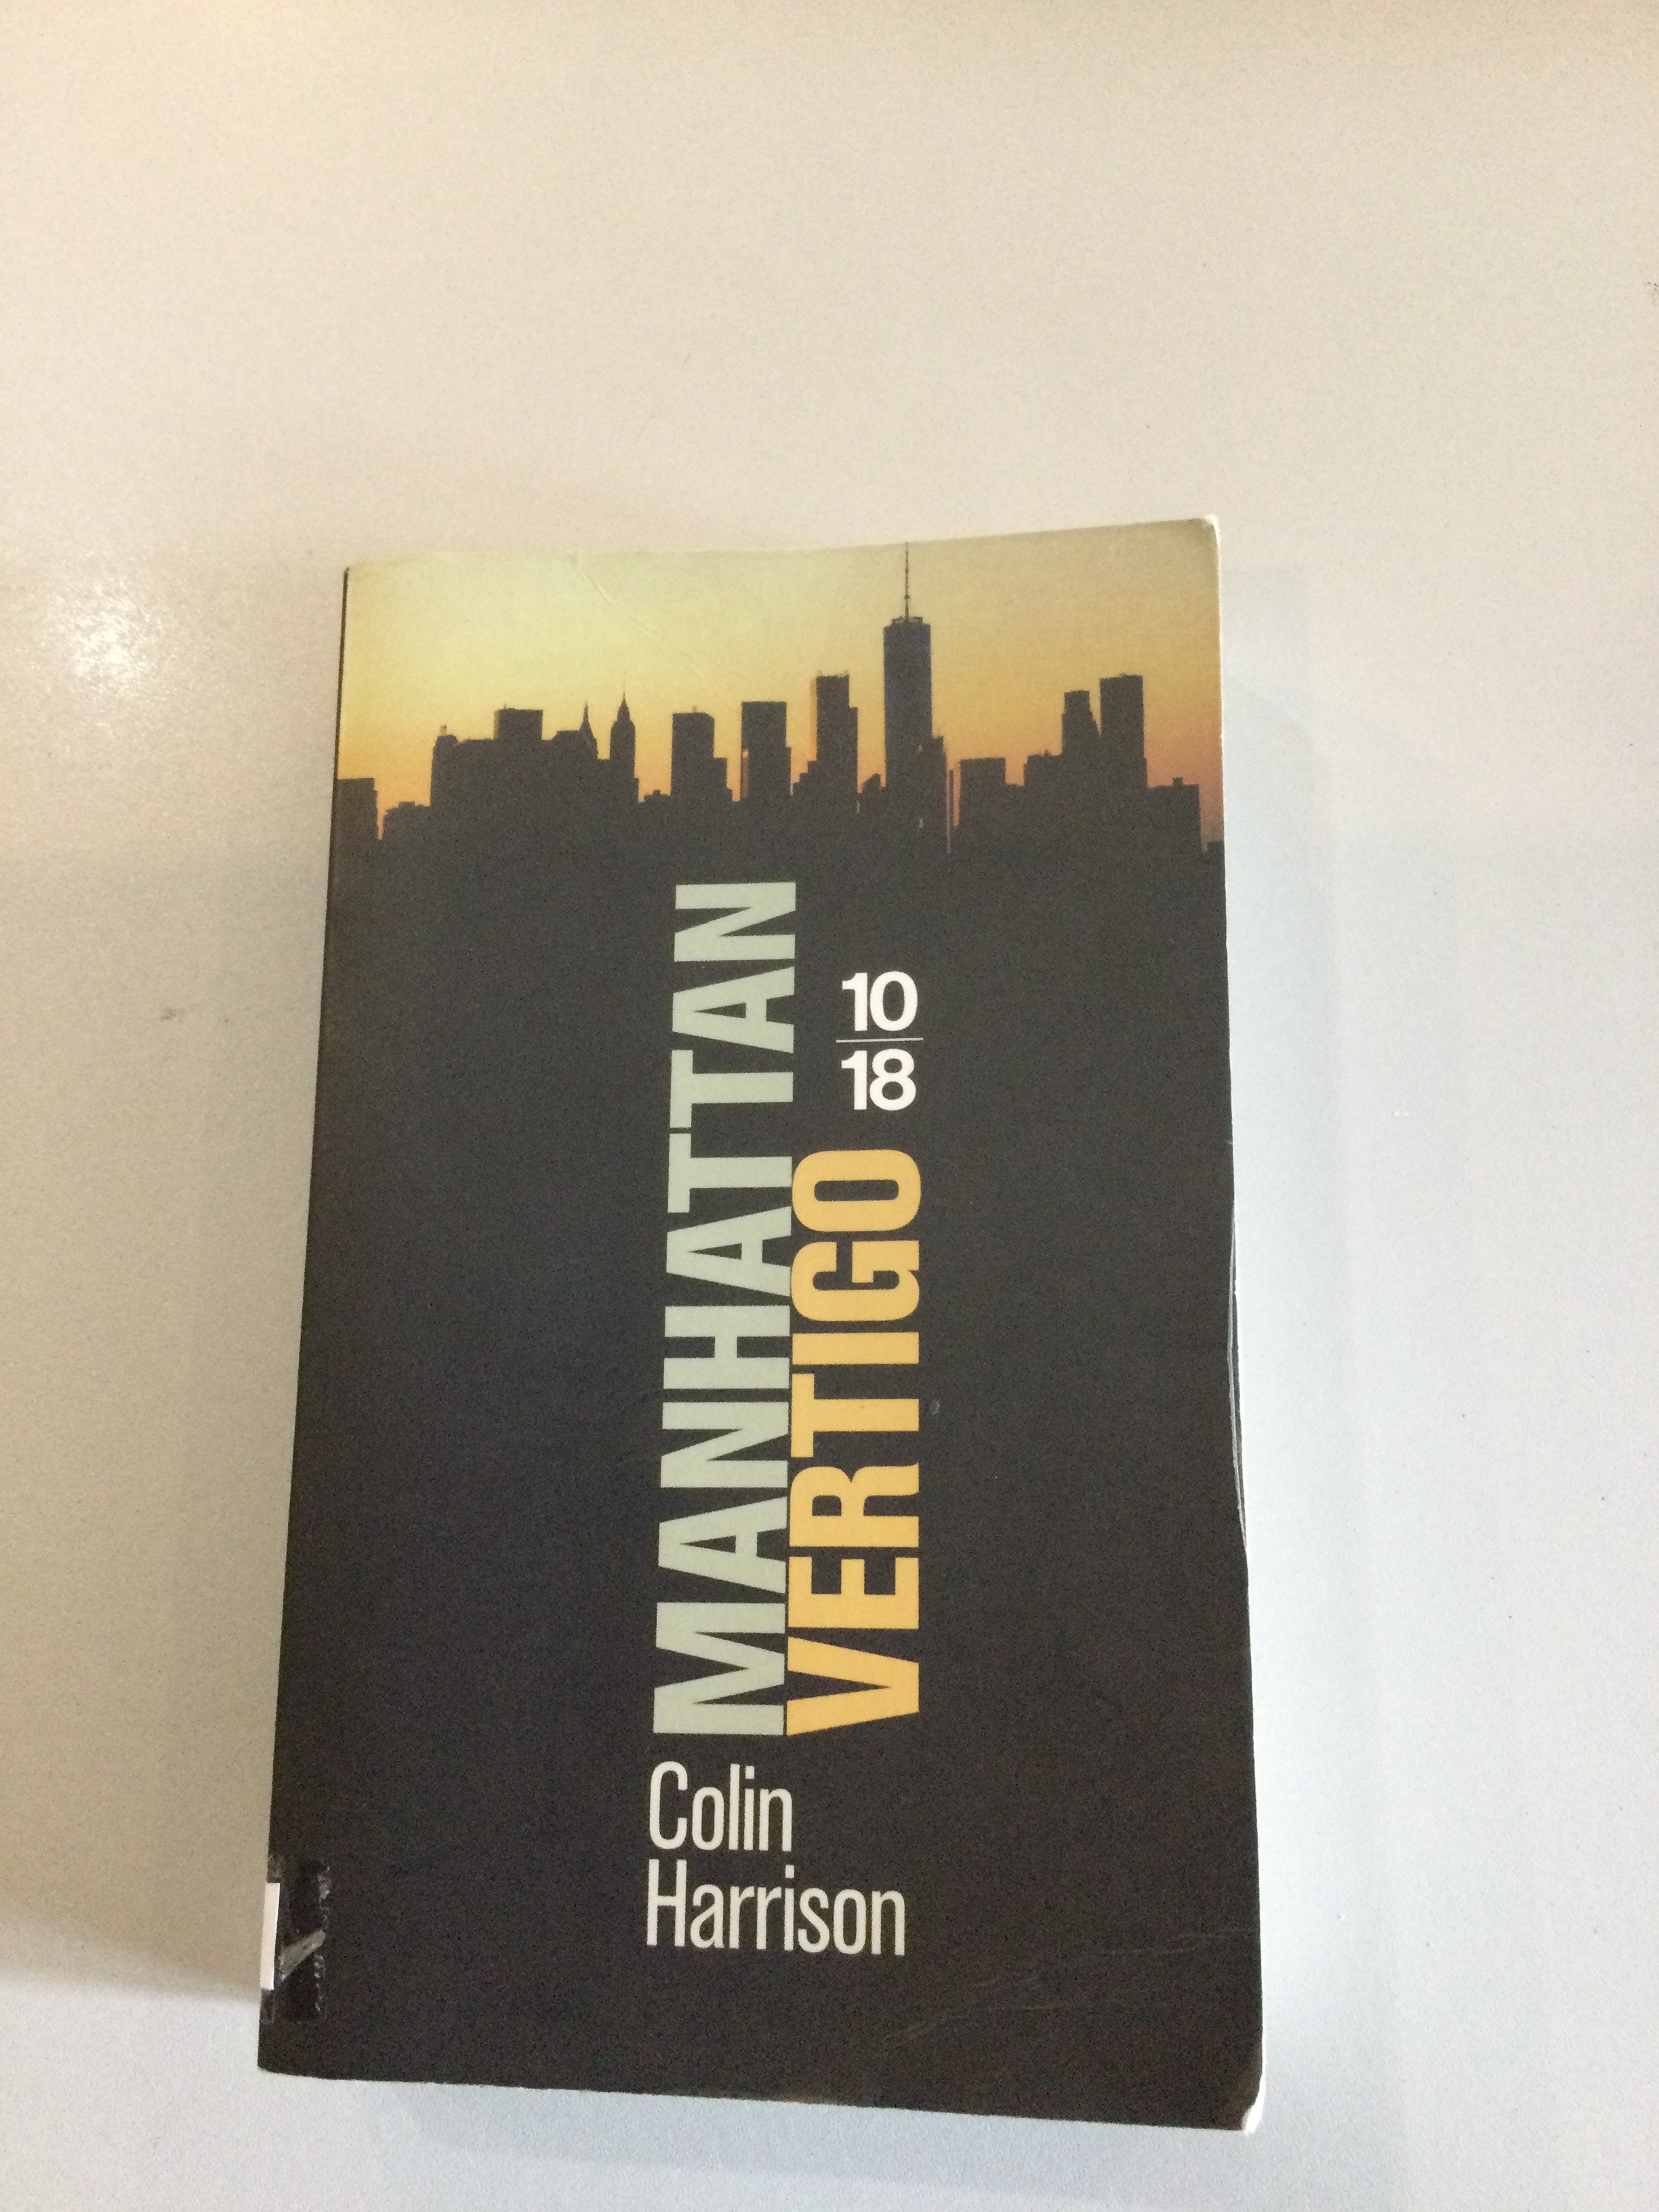 MANHATTAN
VERTIGO
10
18
Colin
Harrison